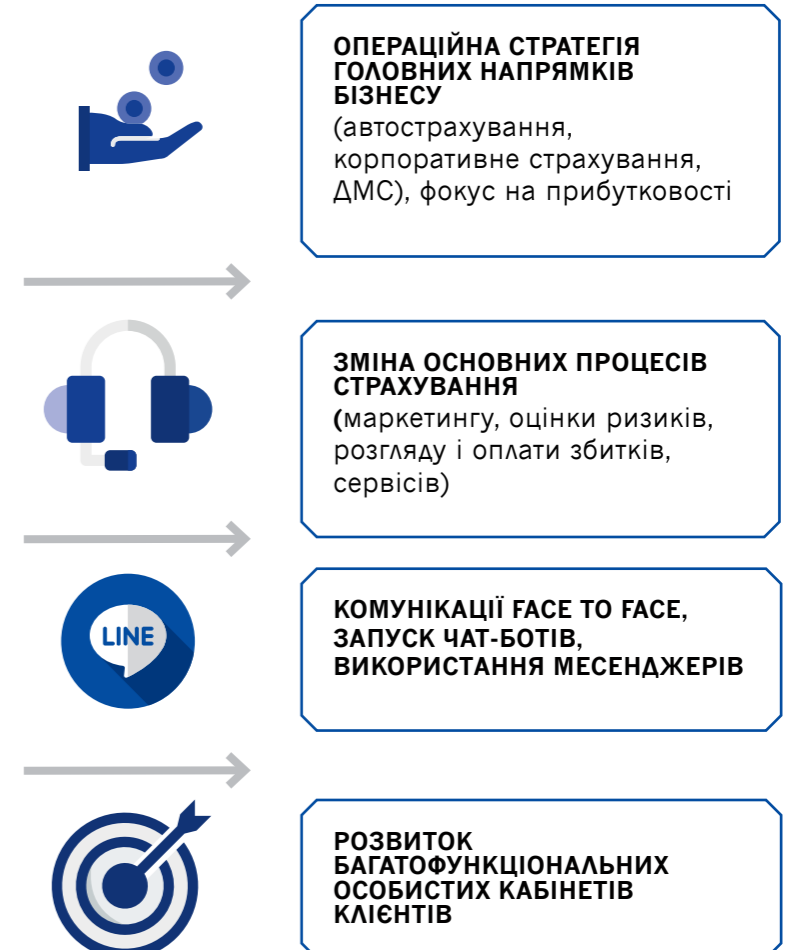 ОПЕРАЦІЙНА СТРАТЕГІЯ
ГОЛОВНИХ НАПРЯМКІВ
БІЗНЕСУ
(автострахування,
корпоративне страхування,
ДМС), фокус на прибутковості
ЗМІНА ОСНОВНИХ ПРОЦЕСІВ
СТРАХУВАННЯ
(маркетингу, оцінки ризиків,
розгляду і оплати збитків,
сервісів)
LINE
КОМУНІКАЦІЇ FACE TO FACE,
ЗАПУСК ЧАТ-БОТІВ,
ВИКОРИСТАННЯ МЕСЕНДЖЕРІВ
РОЗВИТОК
БАГАТОФУНКЦІОНАЛЬНИХ
ОСОБИСТИХ КАБІНЕТІВ
КЛІЄНТІВ